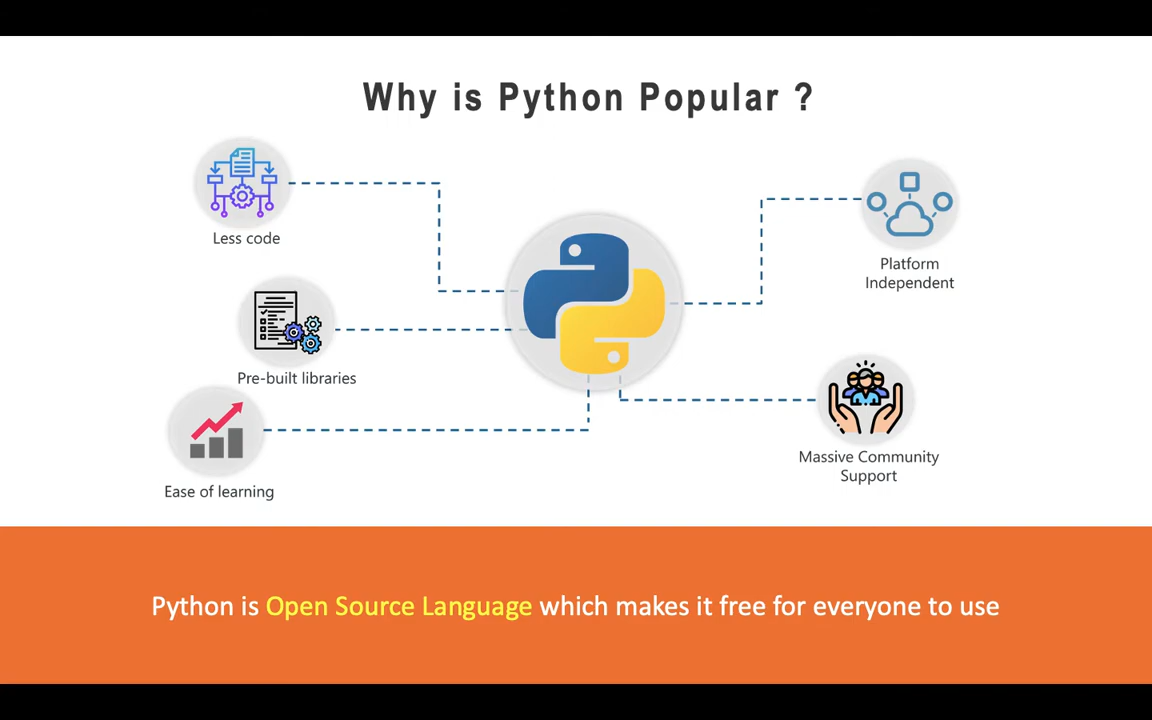 Why is Python Popular ?
Less code
Pre-built libraries
Ease of learning
Platform
Independent
Massive Community
Support
Python is Open Source Language which makes it free for everyone to use